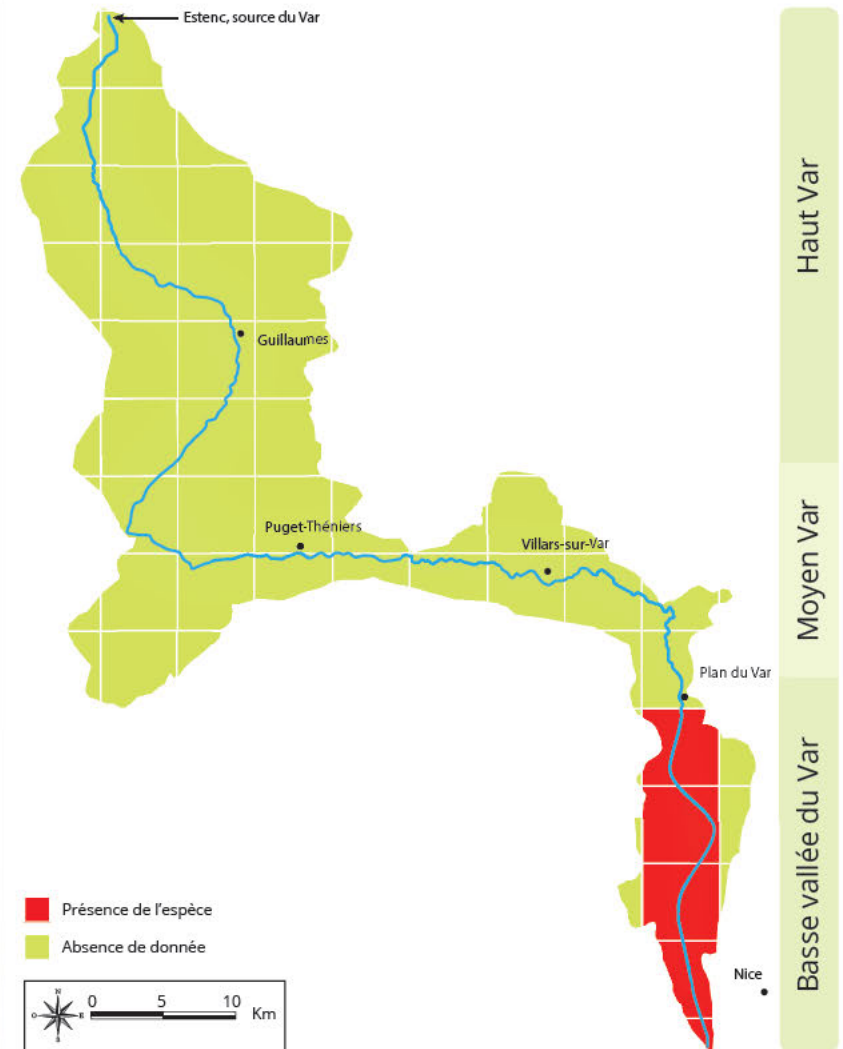 Estenc, source du Var
Haut Var
Guillaumes
Puget-Théniers
Villars-sur-Var
Moyen Var
Plan du Var
Basse vallée du Var
Présence de l'espèce
Absence de donnée
Nice
N
O E
S
0 5 10 Km